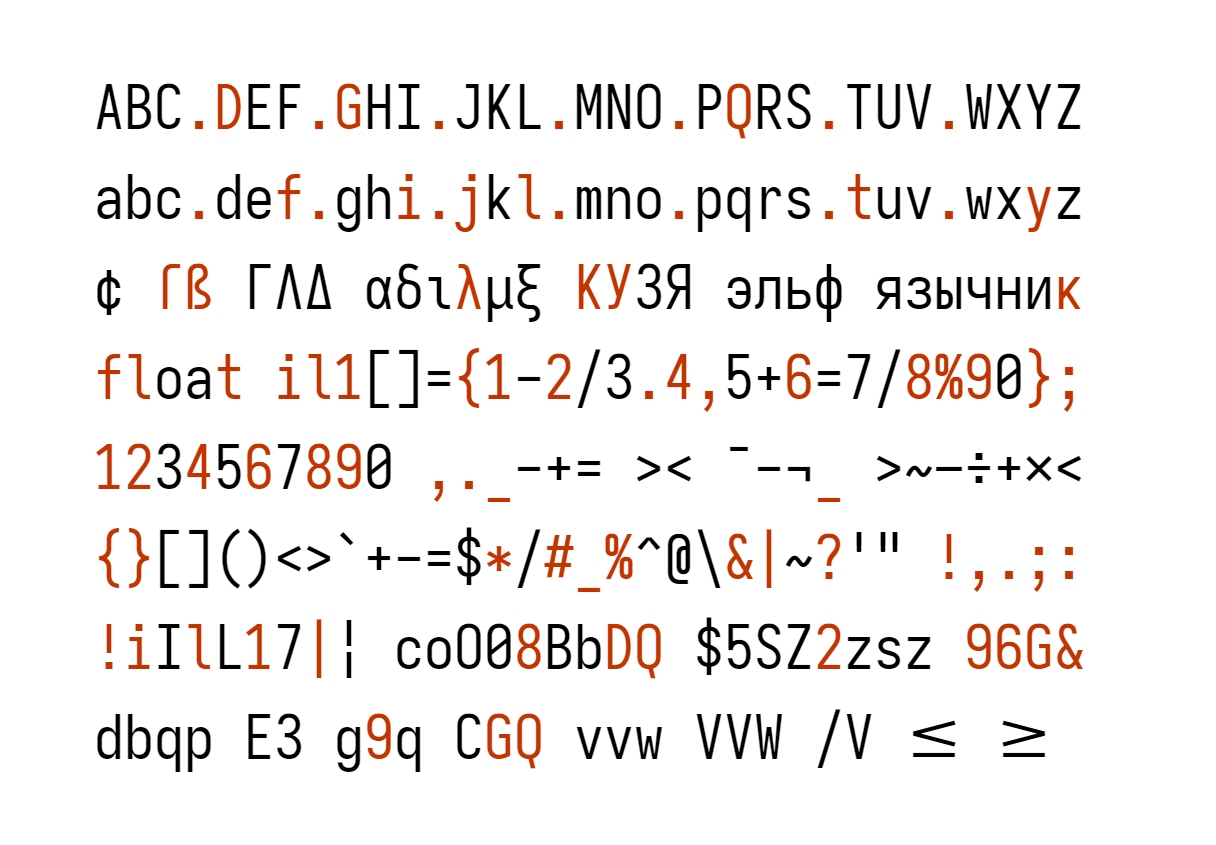 ABC.DEF.GHI.JKL.MNO.PQRS.TUV.WXYZ
abc.def.ghi.jkl.mno.pqrs.tuv.wxyz
¢ ſß ΓΛΔ αδιλμξ КУЗЯ эльф язычник
float il1[]={1-2/3.4,5+6=7/8%90};
1234567890 ,._-+= >< ¯-¬_ >~–÷+×<
{}[]()<>`+-=$*/#_%^@\&|~?'" !,.;:
!iIlL17|¦ coO08BbDQ $5SZ2zsz 96G&
dbqp E3 g9q CGQ vvw VVW /V ≤ ≥